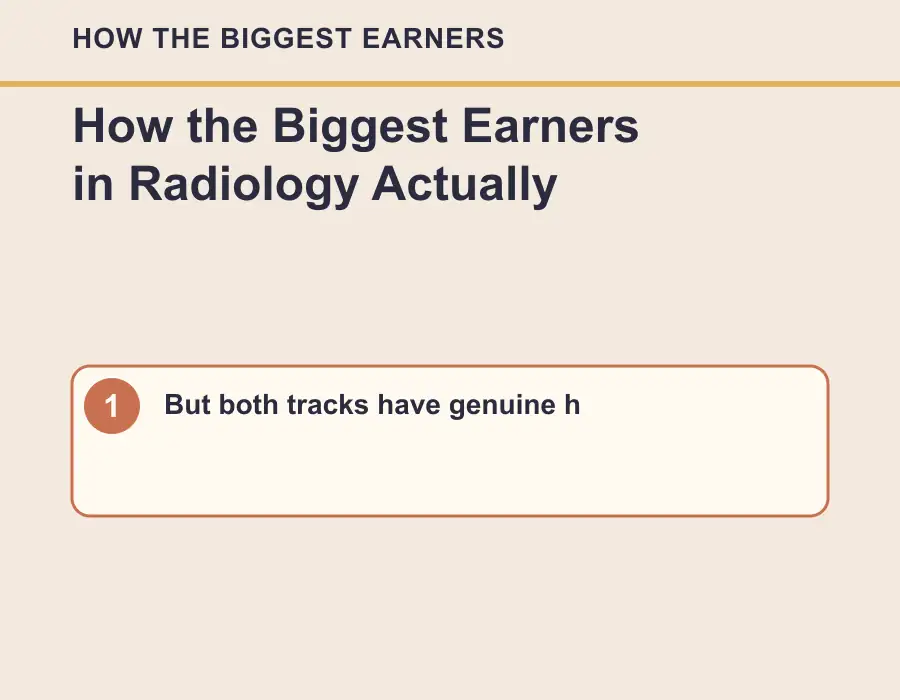 HOW THE BIGGEST EARNERS
How the Biggest Earners
in Radiology Actually
1
But both tracks have genuine h